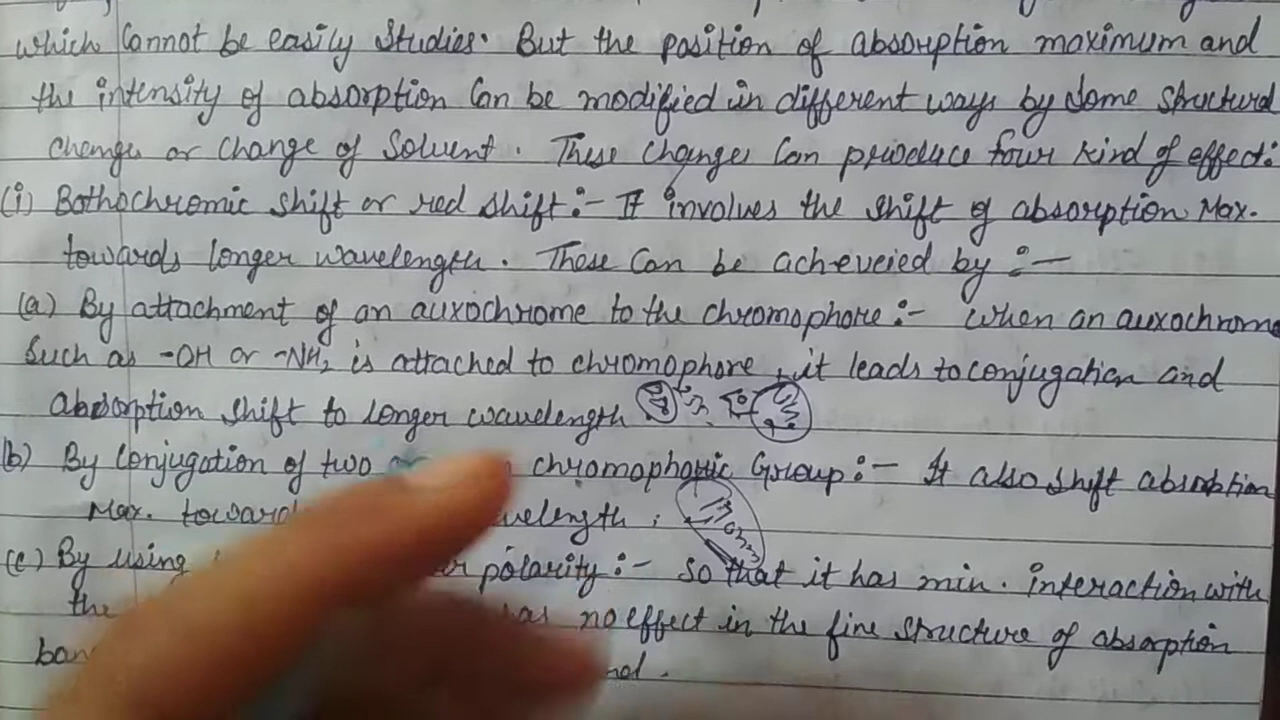 which Cannot be easily studies. But the position of absorption maximum and
the intensity of absorption Can be modified in different ways by some structural
changes or change of Solvent. These changes Can produce four kind of effect:
(i) Bathochromic shift or red shift:- It involves the shift of absorption Max.
towards longer wavelength. These Can be acheveied by :-
(a) By attachment of an auxochrome to the chromophore:- when an auxochrome
Such as -OH or -NH2 is attached to chromophore, it leads to conjugation and
Absorption shift to longer wavelength
(b) By Conjugation of two chromophoric Group:- It also shift absorbtion
Max. toward
(c) By using polarity:- So that it has min. interaction with
the no effect in the fine structure of absorption